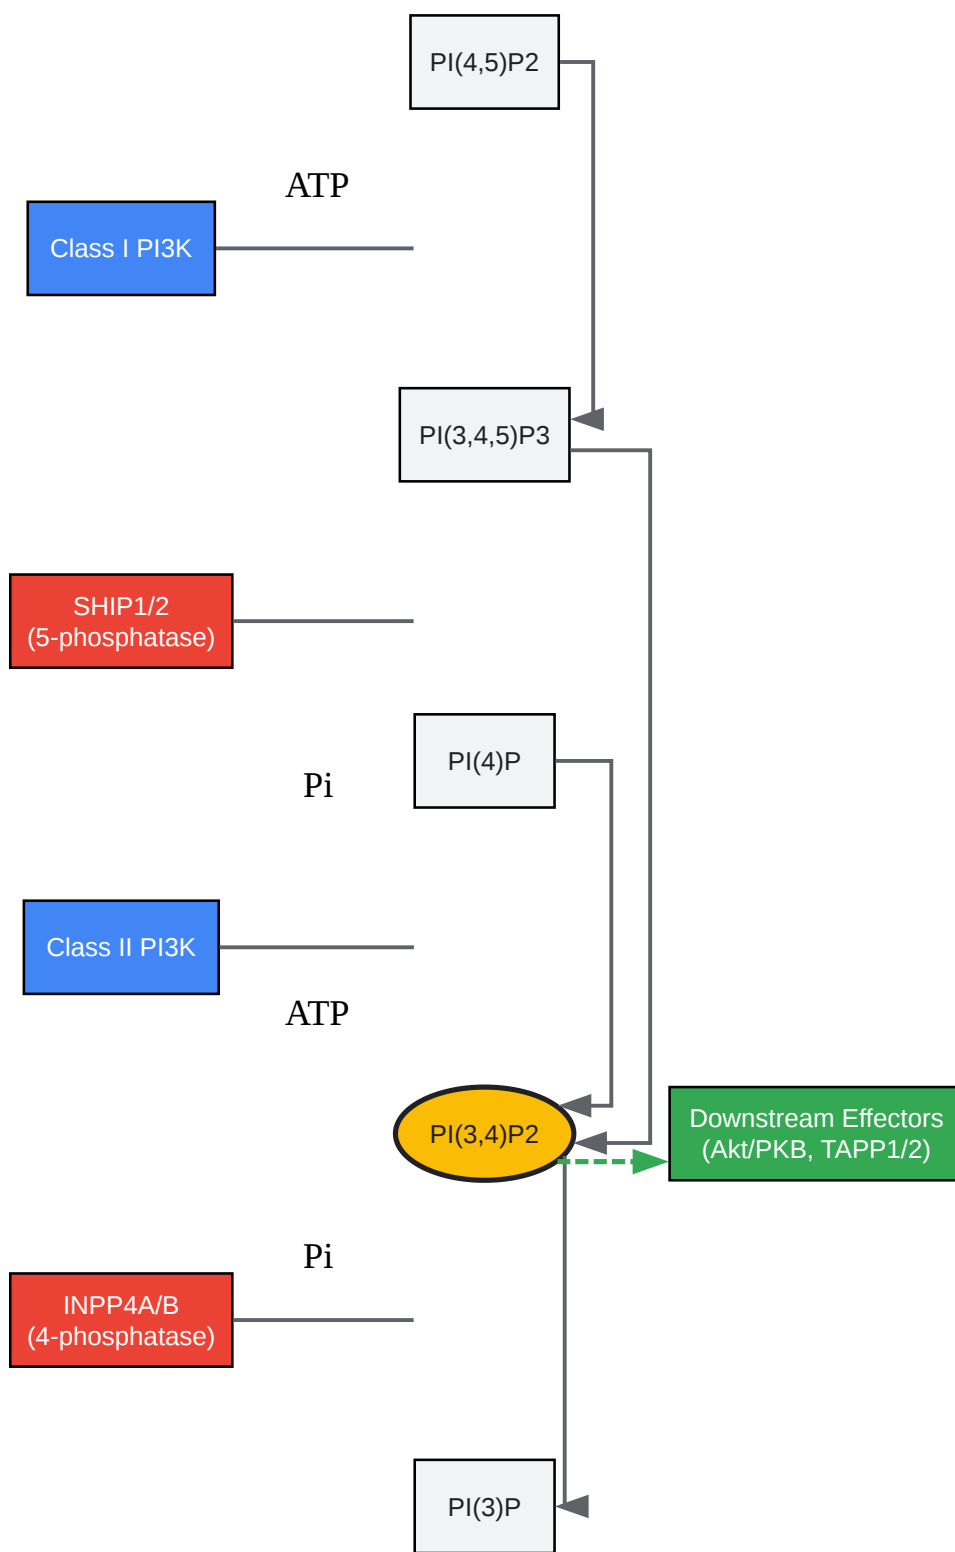 PI(4,5)P2
ATP
Class I PI3K
PI(3,4,5)P3
SHIP1/2
(5-phosphatase)
PI(4)P
Pi
Class II PI3K
ATP
PI(3,4)P2
Downstream Effectors
(Akt/PKB, TAPP1/2)
Pi
INPP4A/B
(4-phosphatase)
PI(3)P